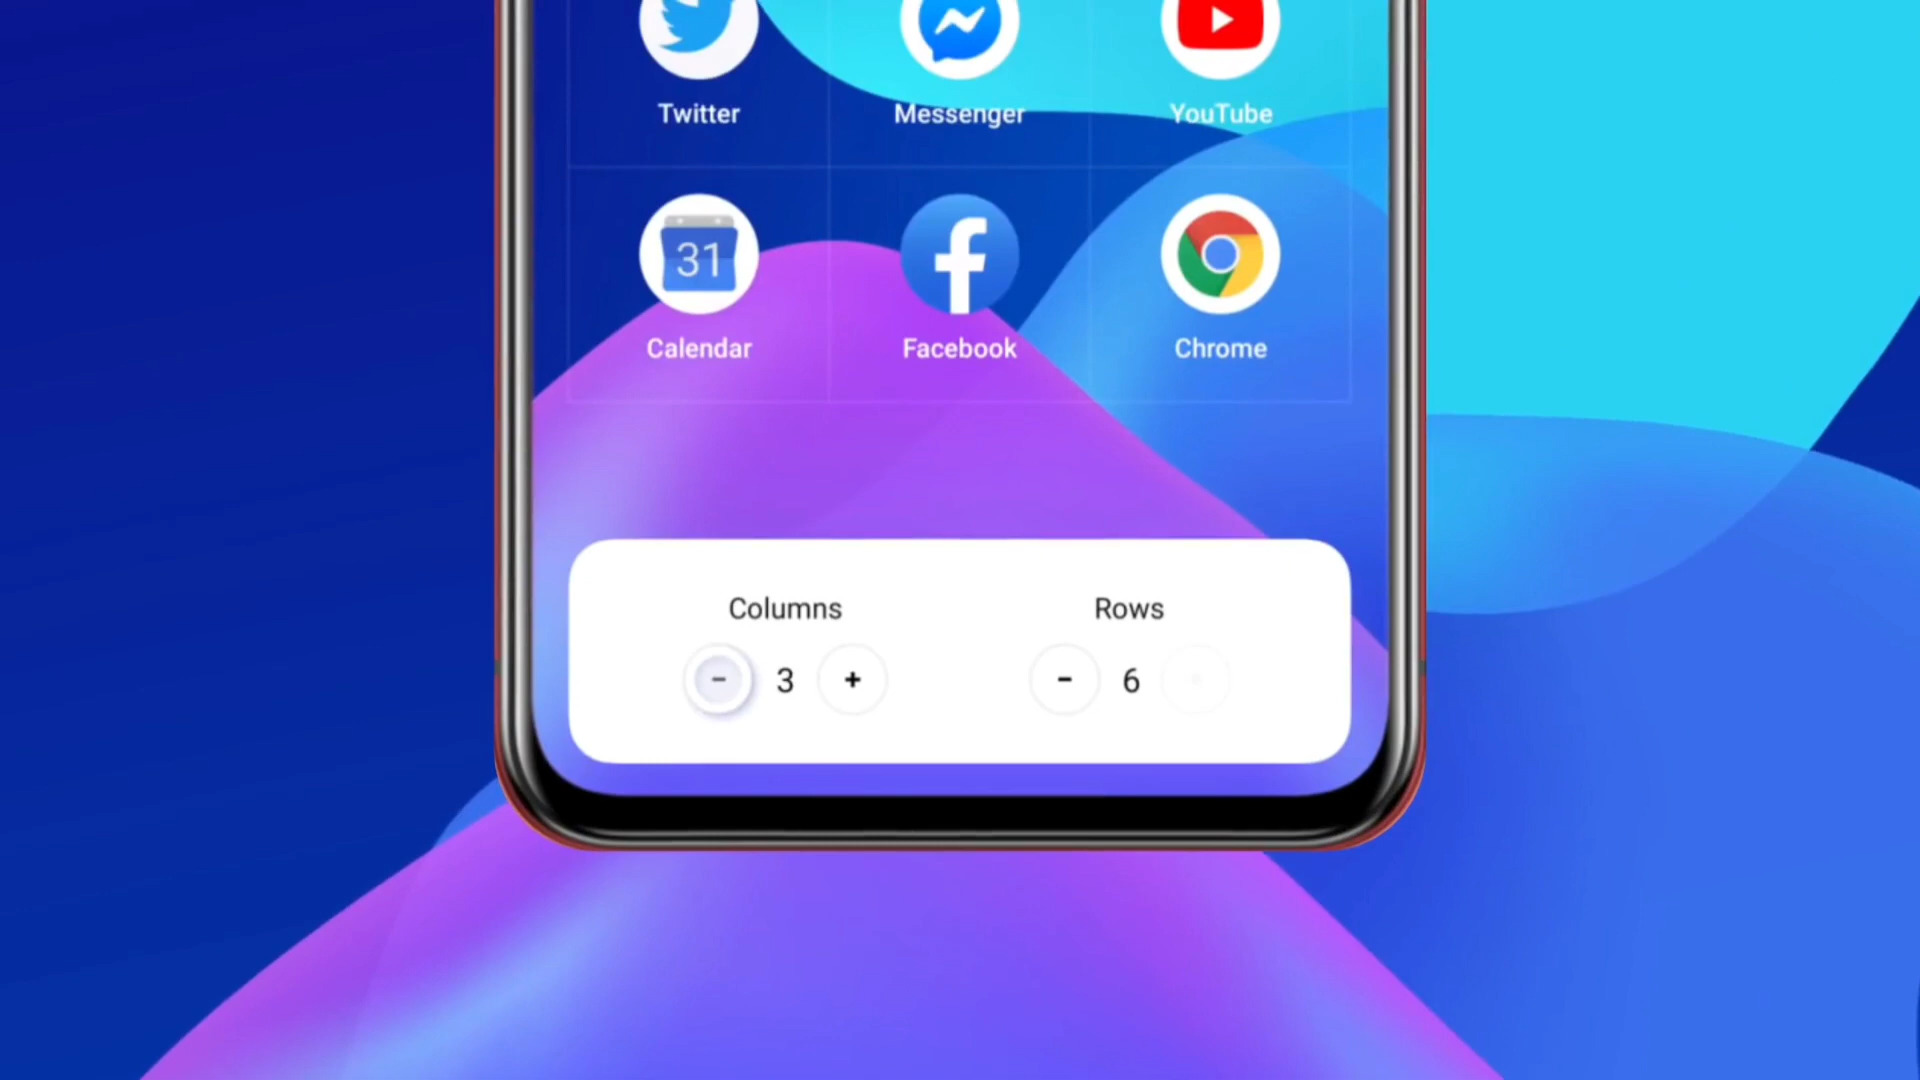 Twitter Messenger YouTube
31
Calendar Facebook Chrome
Columns Rows
- 3 + - 6